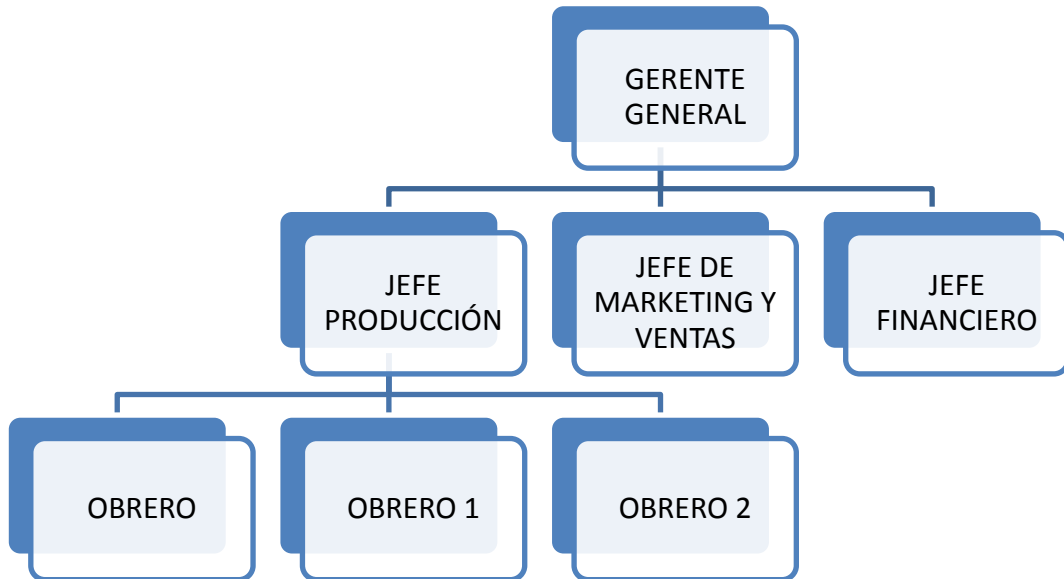 GERENTE
GENERAL
JEFE
PRODUCCIÓN
JEFE DE
MARKETING Y
VENTAS
JEFE
FINANCIERO
OBRERO
OBRERO 1
OBRERO 2